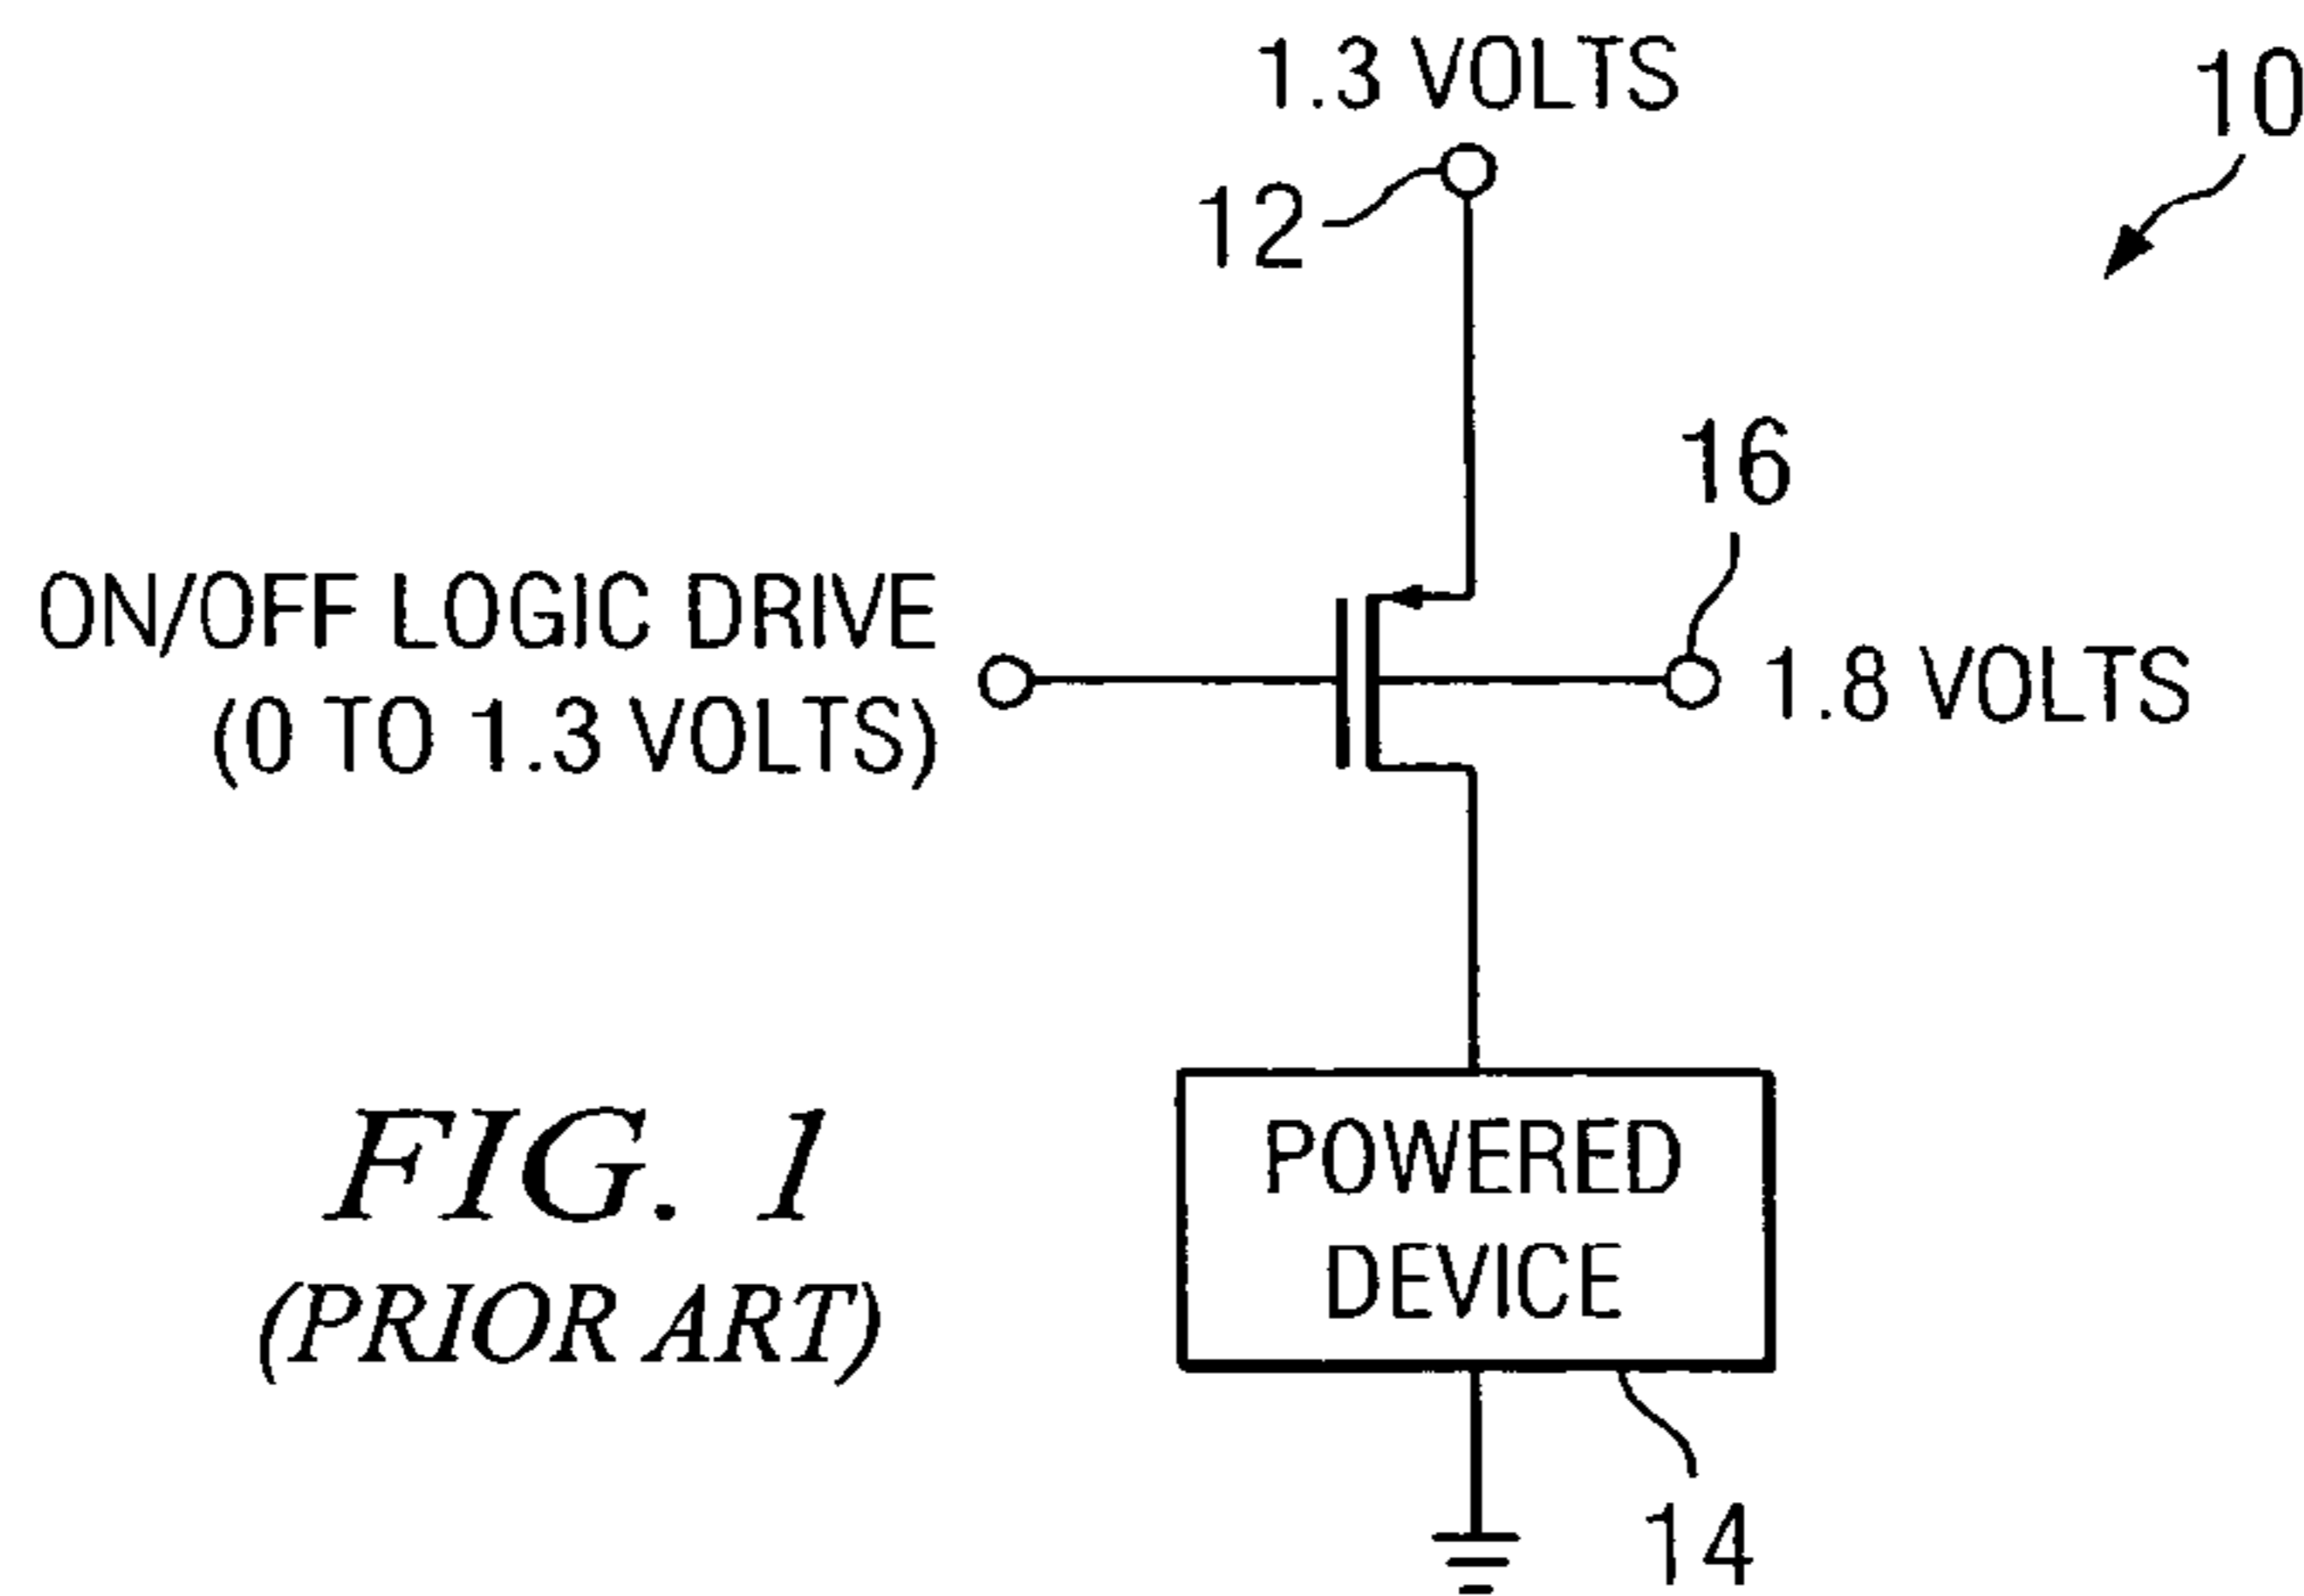 1.3 VOLTS
10
12
16
ON/OFF LOGIC DRIVE
(0 TO 1.3 VOLTS)
1.8 VOLTS
POWERED
DEVICE
FIG. 1
(PRIOR ART)
14